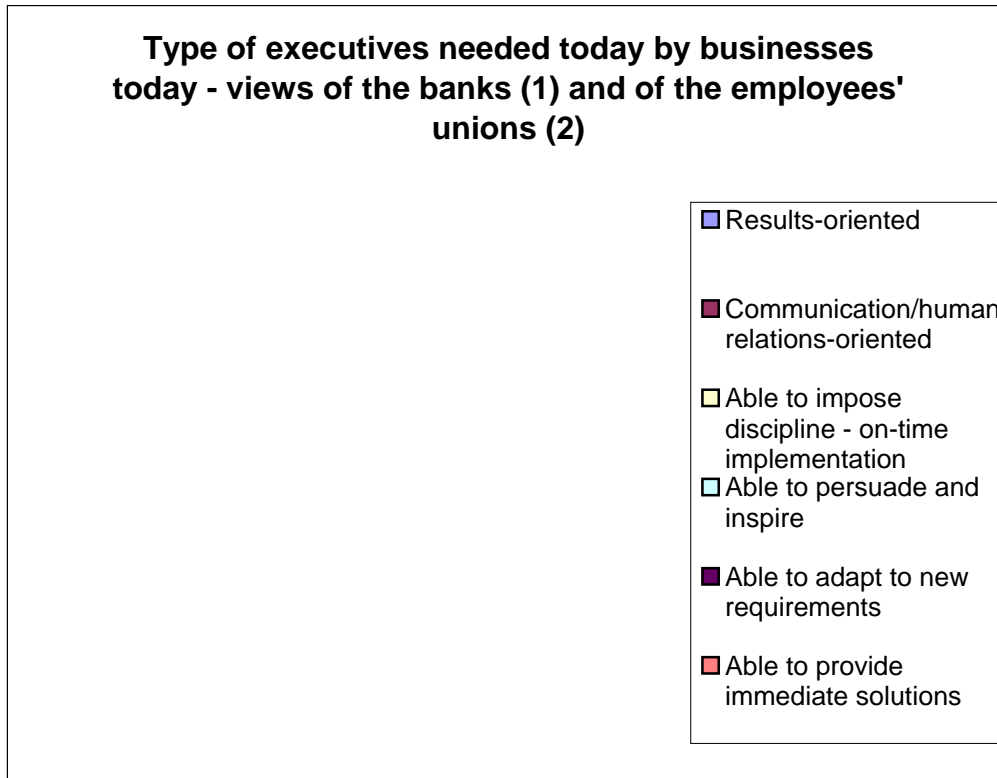 Type of executives needed today by businesses
today - views of the banks (1) and of the employees'
unions (2)
Results-oriented
Communication/human
relations-oriented
Able to impose
discipline - on-time
implementation
Able to persuade and
inspire
Able to adapt to new
requirements
Able to provide
immediate solutions